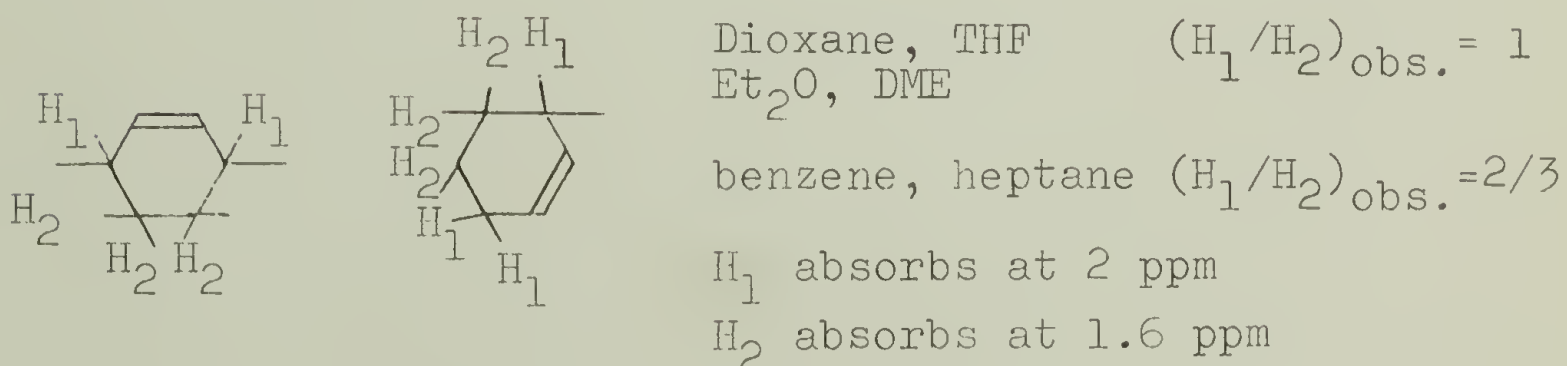 H2 H1
H1 H1
H2
H2
H2
H2 H2
H1
H1
Dioxane, THF (H1/H2)obs. = 1
Et2O, DME
benzene, heptane (H1/H2)obs. =2/3
H1 absorbs at 2 ppm
H2 absorbs at 1.6 ppm